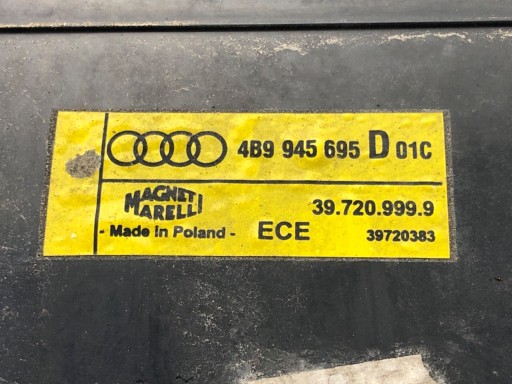 4B9 945 695 D 01C
MAGNETI
MARELLI
39.720.999.9
- Made in Poland - ECE 39720383